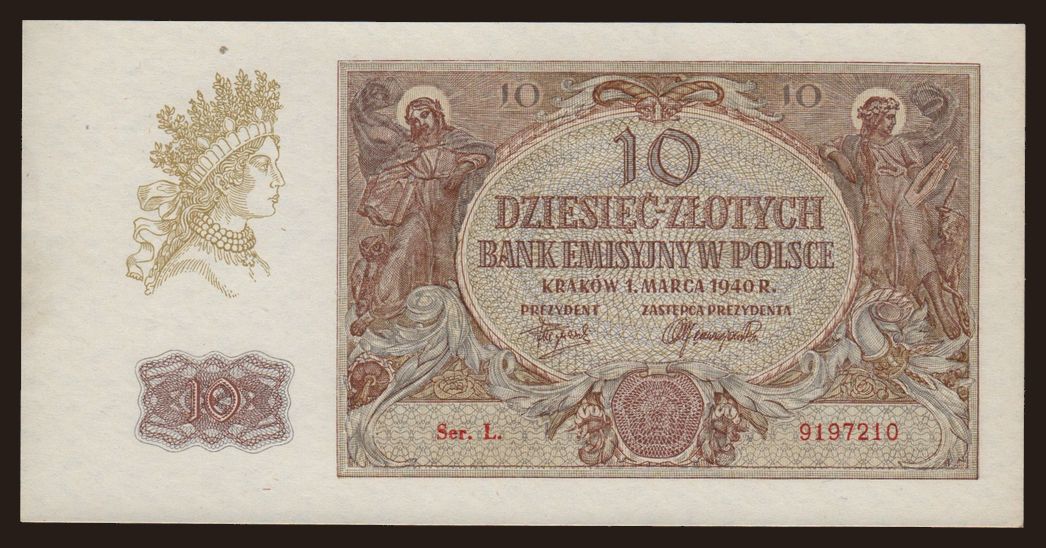 10 10
10
DZIESIĘĆ-ZŁOTYCH
BANK EMISYJNY W POLSCE
KRAKÓW 1. MARCA 1940 R.
PREZYDENT ZASTĘPCA PREZYDENTA
10
Ser. L. 9197210